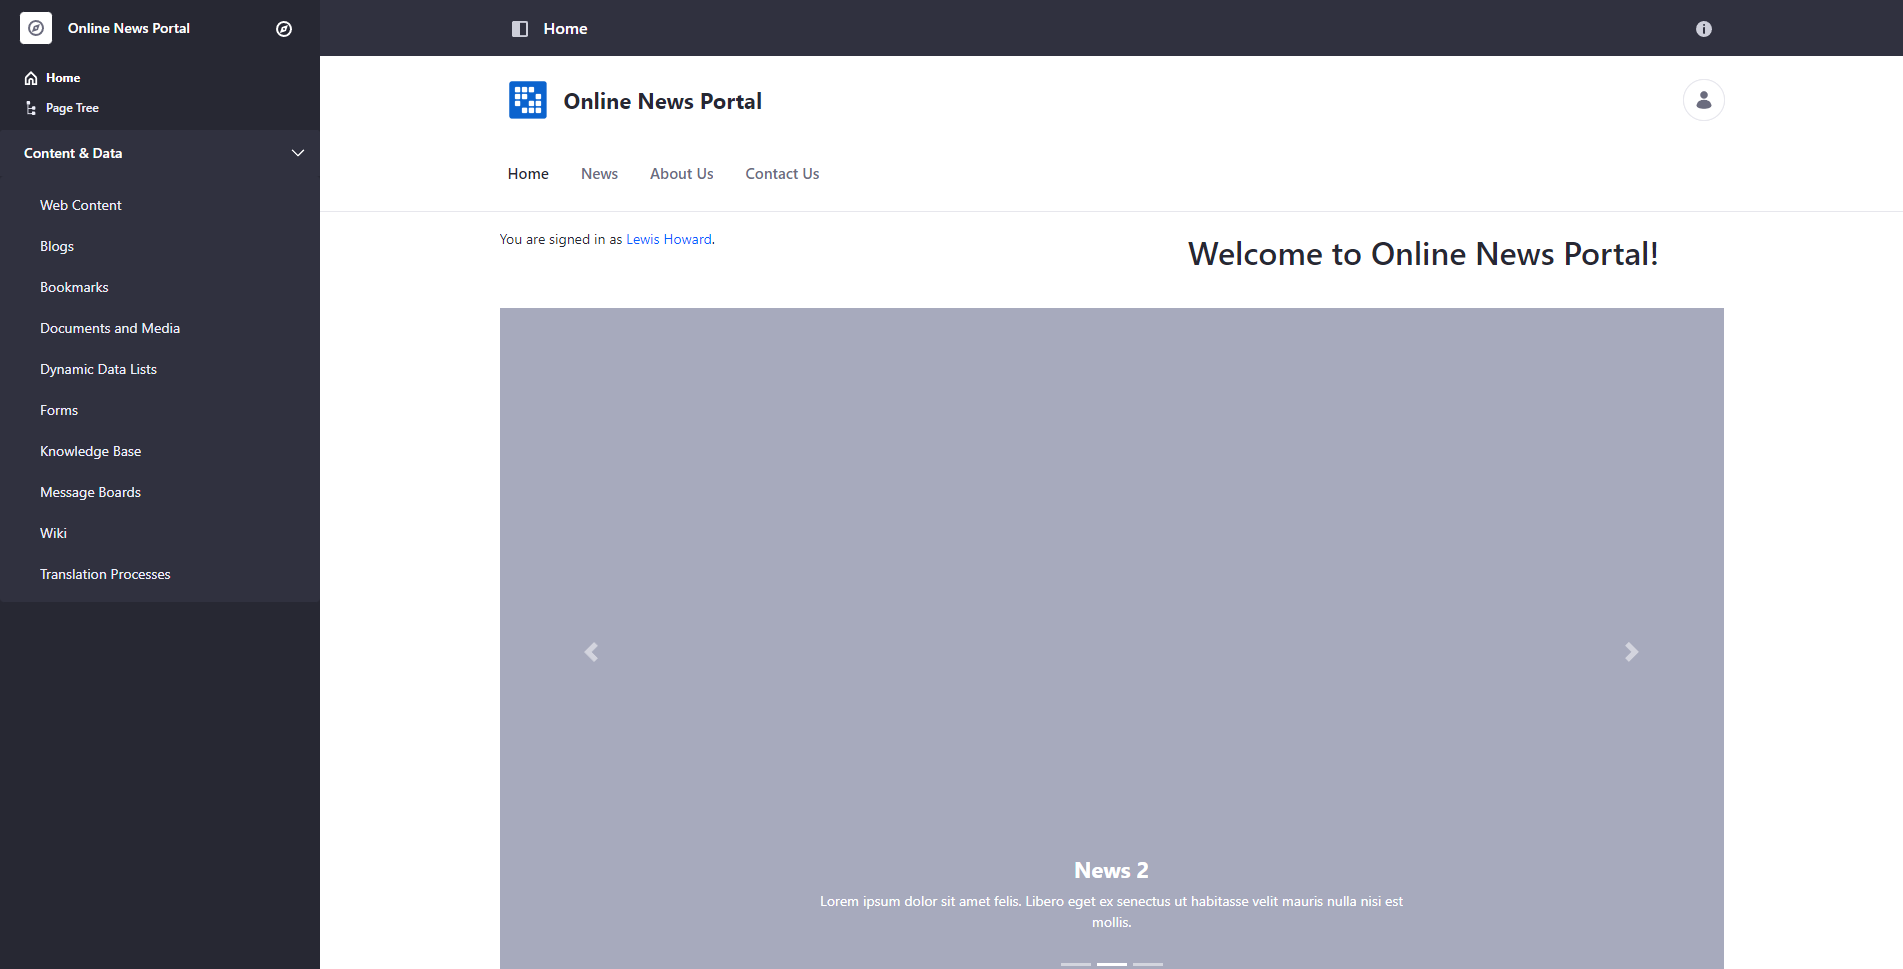 Online News Portal
Home
Page Tree
Content & Data
Web Content
Blogs
Bookmarks
Documents and Media
Dynamic Data Lists
Forms
Knowledge Base
Message Boards
Wiki
Translation Processes
Home
Online News Portal
Home News About Us Contact Us
You are signed in as Lewis Howard.
Welcome to Online News Portal!
News 2
Lorem ipsum dolor sit amet felis. Libero eget ex senectus ut habitasse velit mauris nulla nisi est
mollis.